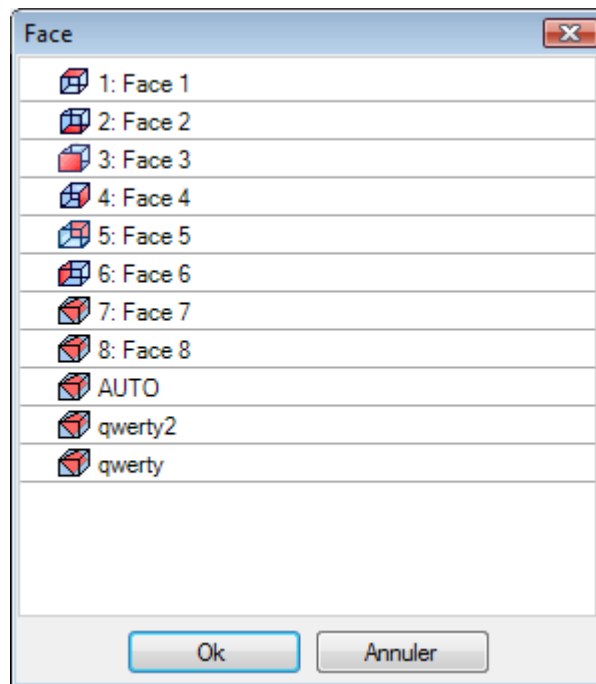 Face
1: Face 1
2: Face 2
3: Face 3
4: Face 4
5: Face 5
6: Face 6
7: Face 7
8: Face 8
AUTO
qwerty2
qwerty
Ok
Annuler